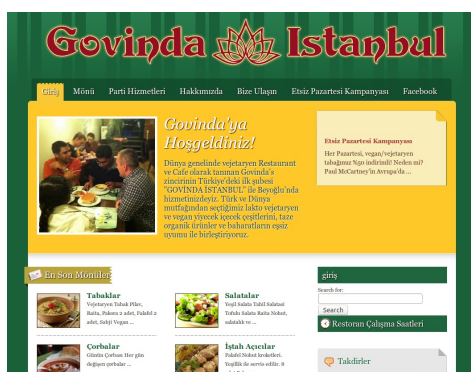 Govinda Istanbul
Giriş Mönü Parti Hizmetleri Hakkımızda Bize Ulaşın Etsiz Pazartesi Kampanyası Facebook
Govinda'ya
Hoşgeldiniz!
Dünya genelinde vejetaryen Restaurant
ve Cafe olarak tanınan Govinda's
zincirinin Türkiye'deki ilk şubesi
"GOVİNDA İSTANBUL" ile Beyoğlu'nda
hizmetinizdeyiz. Türk ve Dünya
mutfağından seçtiğimiz lakto vejetaryen
ve vegan yiyecek içecek çeşitlerini, taze
organik ürünler ve baharatların eşsiz
uyumu ile birleştiriyoruz.
Etsiz Pazartesi Kampanyası
Her Pazartesi, vegan/vejetaryen
tabağımız %50 indirimli! Neden mi?
Paul McCartney'in Avrupa'da ...
En Son Mönüler
Tabaklar
Vejetaryen Tabak Pilav,
Raita, Pakora 2 adet, Falafel 2
adet, Sabji Vegan ...
Salatalar
Yeşil Salata Tahıl Salatası
Tofulu Salata Raita Nohut,
salatalık ve ...
Çorbalar
Günün Çorbası Her gün
değişen çorbalar ...
İştah Açıcılar
Falafel Nohut kroketleri.
Yeşillik ile servis edilir. 8
giriş
Search for:
Search
Restoran Çalışma Saatleri
Takdirler